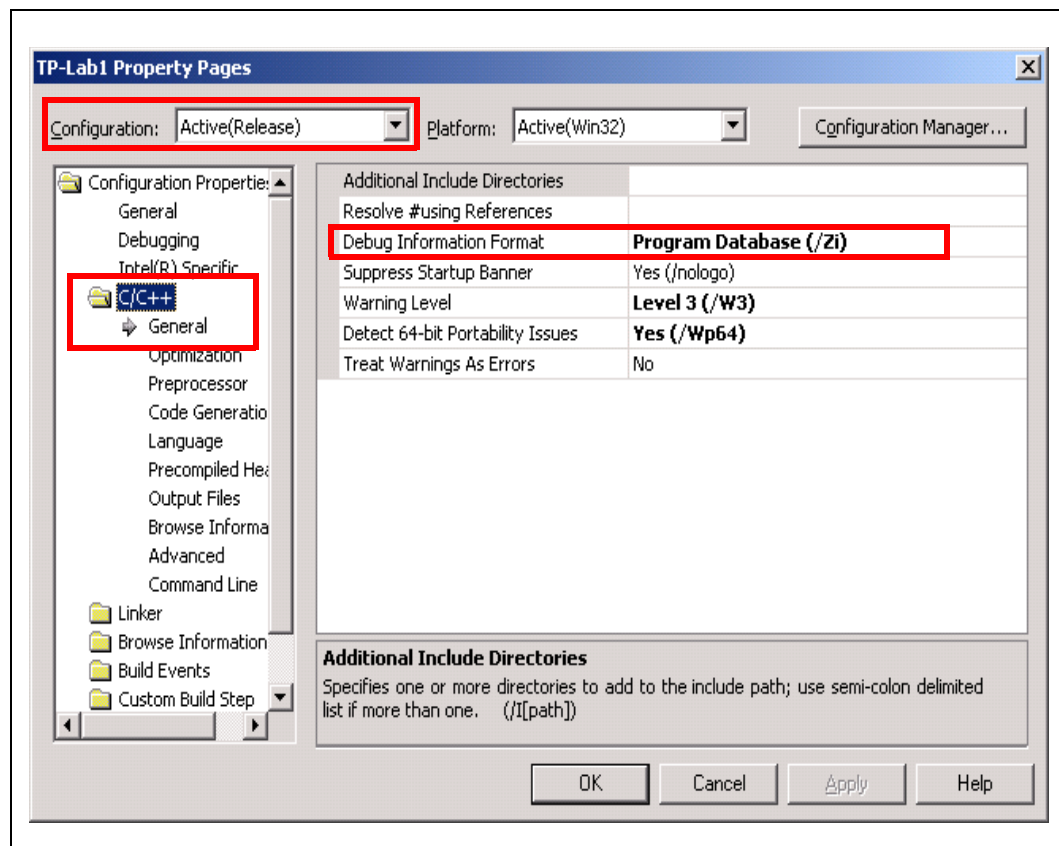 TP-Lab1 Property Pages
Configuration: Active(Release) Platform: Active(Win32) Configuration Manager...
Configuration Properties
General
Debugging
Intel(R) Specific
C/C++
General
Optimization
Preprocessor
Code Generatio
Language
Precompiled Hea
Output Files
Browse Informa
Advanced
Command Line
Linker
Browse Information
Build Events
Custom Build Step
Additional Include Directories
Resolve #using References
Debug Information Format Program Database (/Zi)
Suppress Startup Banner Yes (/nologo)
Warning Level Level 3 (/W3)
Detect 64-bit Portability Issues Yes (/Wp64)
Treat Warnings As Errors No
Additional Include Directories
Specifies one or more directories to add to the include path; use semi-colon delimited
list if more than one. (/I[path])
OK Cancel Apply Help